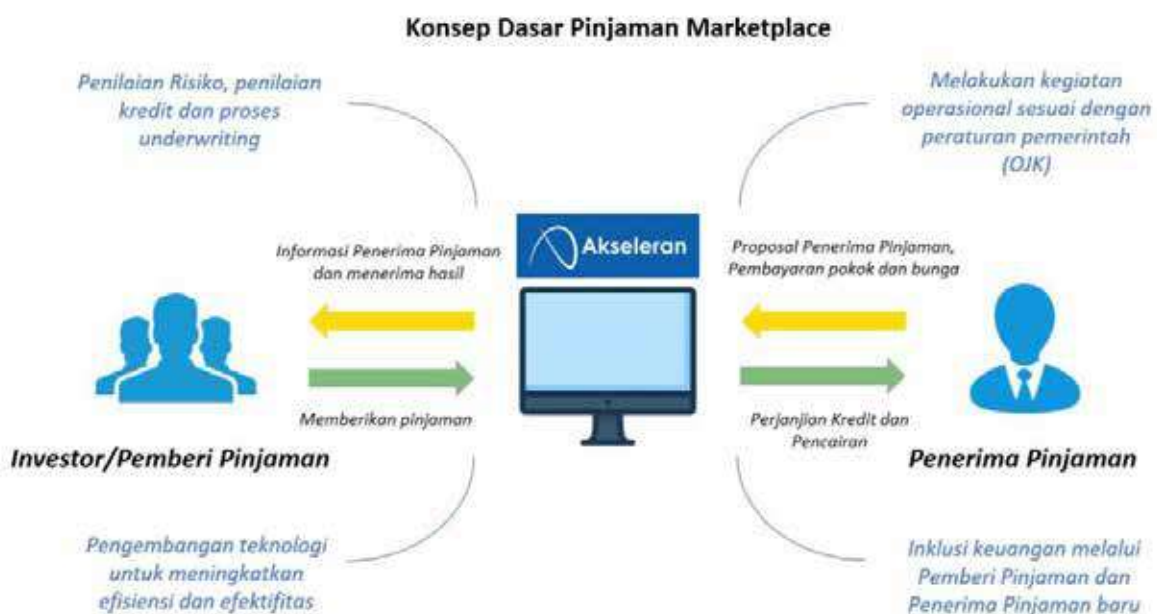 Konsep Dasar Pinjaman Marketplace
Penilaian Risiko, penilaian
kredit dan proses
underwriting
Melakukan kegiatan
operasional sesuai dengan
peraturan pemerintah
(OJK)
Informasi Penerima Pinjaman
dan menerima hasil
Akseleran
Proposal Penerima Pinjaman,
Pembayaran pokok dan bunga
Memberikan pinjaman
Perjanjian Kredit dan
Pencairan
Investor/Pemberi Pinjaman
Penerima Pinjaman
Pengembangan teknologi
untuk meningkatkan
efisiensi dan efektifitas
Inklusi keuangan melalui
Pemberi Pinjaman dan
Penerima Pinjaman baru